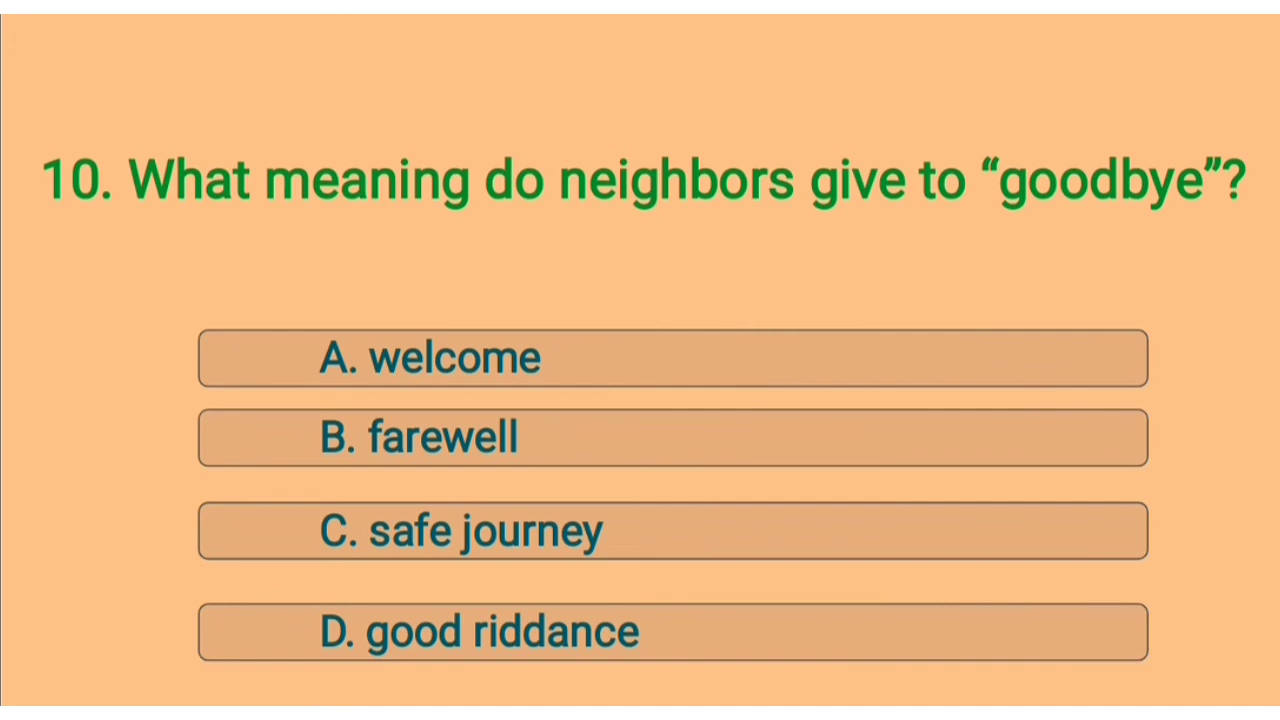 10. What meaning do neighbors give to “goodbye”?
A. welcome
B. farewell
C. safe journey
D. good riddance